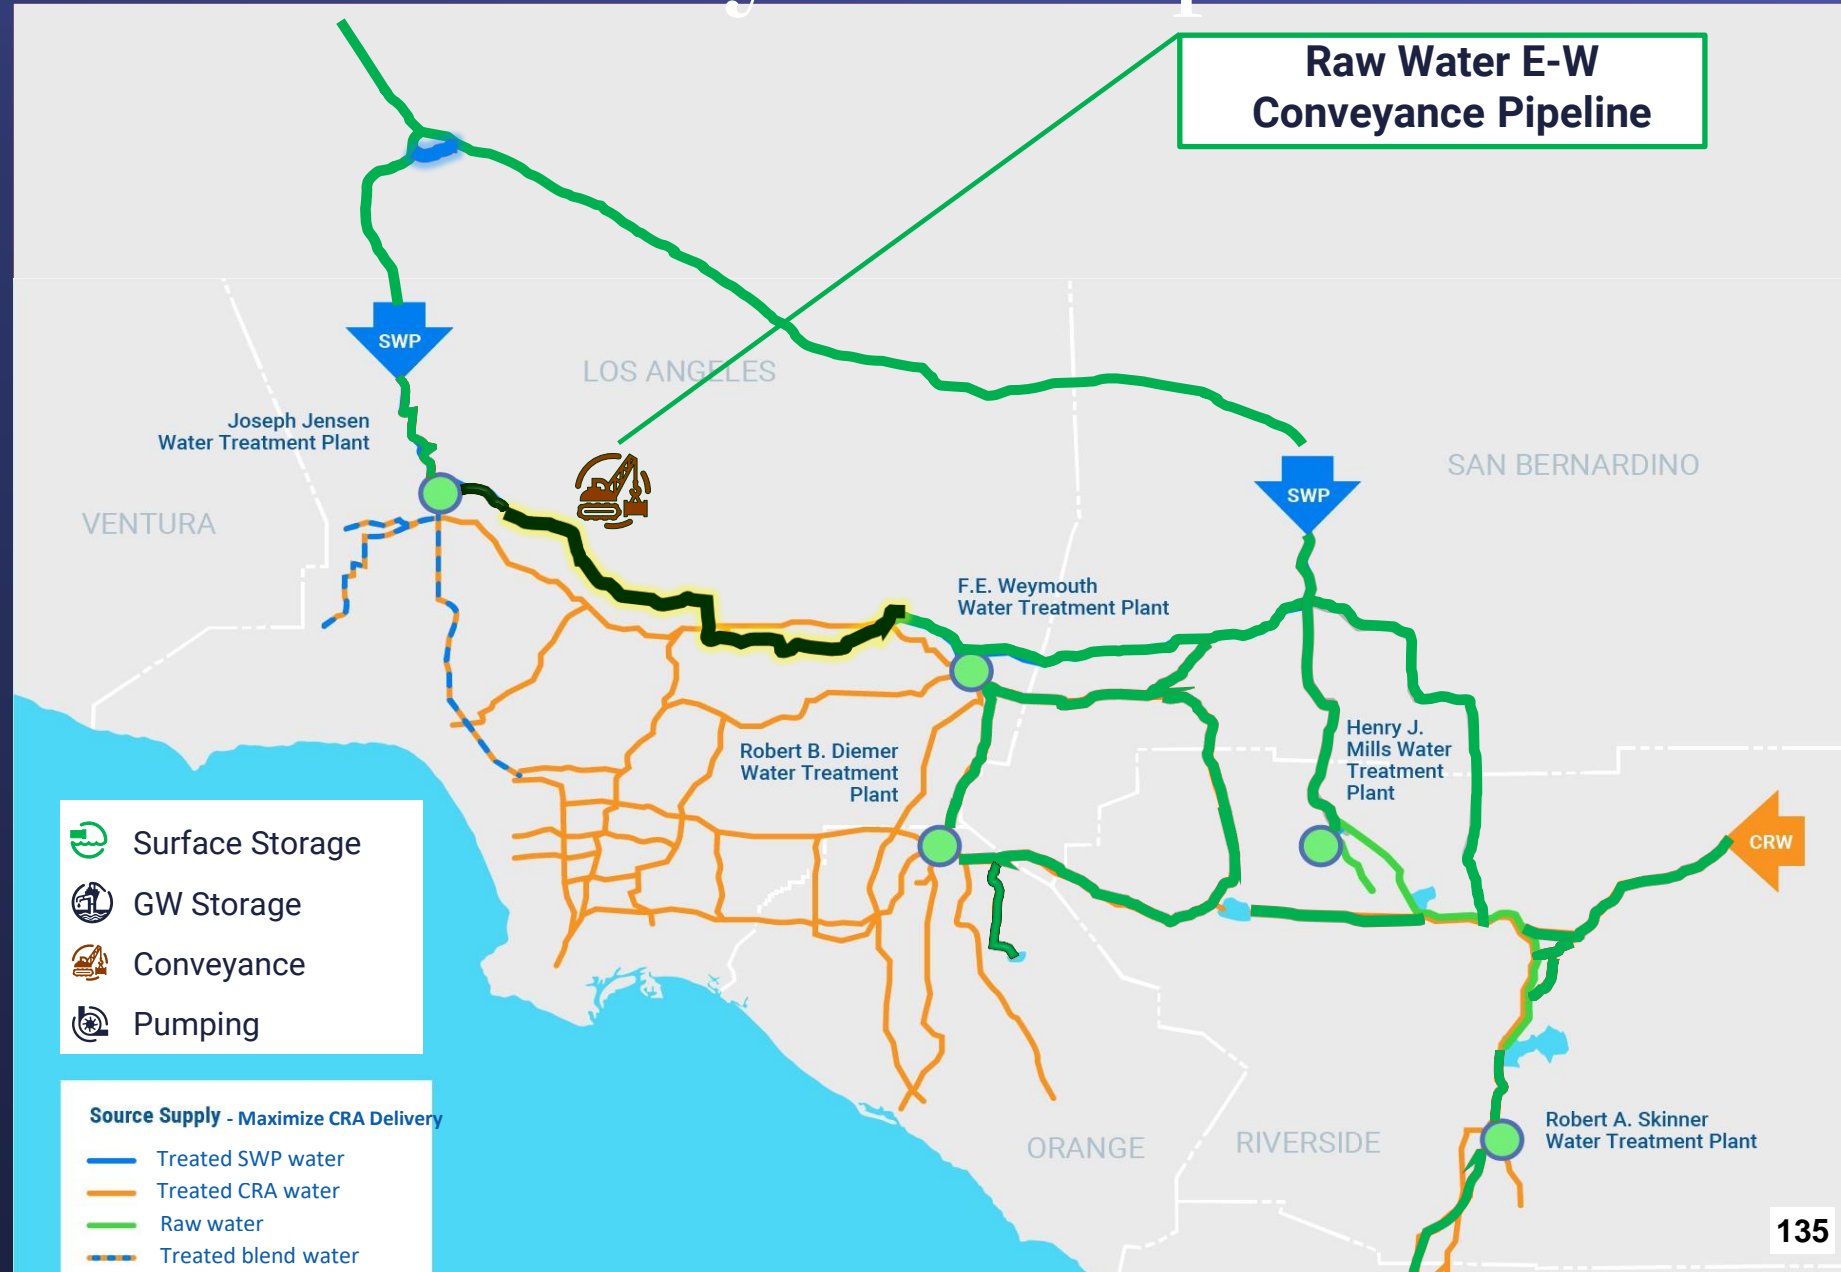 Raw Water E-W
Conveyance Pipeline
SWP
LOS ANGELES
Joseph Jensen
Water Treatment Plant
SAN BERNARDINO
SWP
VENTURA
F.E. Weymouth
Water Treatment Plant
Henry J.
Mills Water
Treatment
Plant
Robert B. Diemer
Water Treatment
Plant
CRW
Surface Storage
GW Storage
Conveyance
Pumping
Source Supply - Maximize CRA Delivery
Treated SWP water
Treated CRA water
Raw water
Treated blend water
ORANGE
RIVERSIDE
Robert A. Skinner
Water Treatment Plant
135